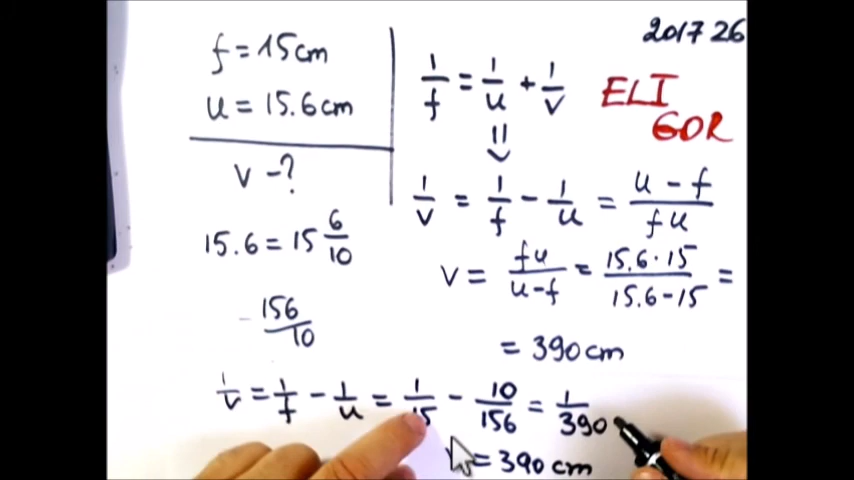 2017 26
f = 15cm
u = 15.6cm
v - ?
15.6 = 15 6/10
156/10
1/f = 1/u + 1/v
ELI
GOR
1/v = 1/f - 1/u = u - f / f u
v = fu / u-f = 15.6 · 15 / 15.6 - 15 =
= 390 cm
1/v = 1/f - 1/u = 1/15 - 10/156 = 1/390
= 390 cm